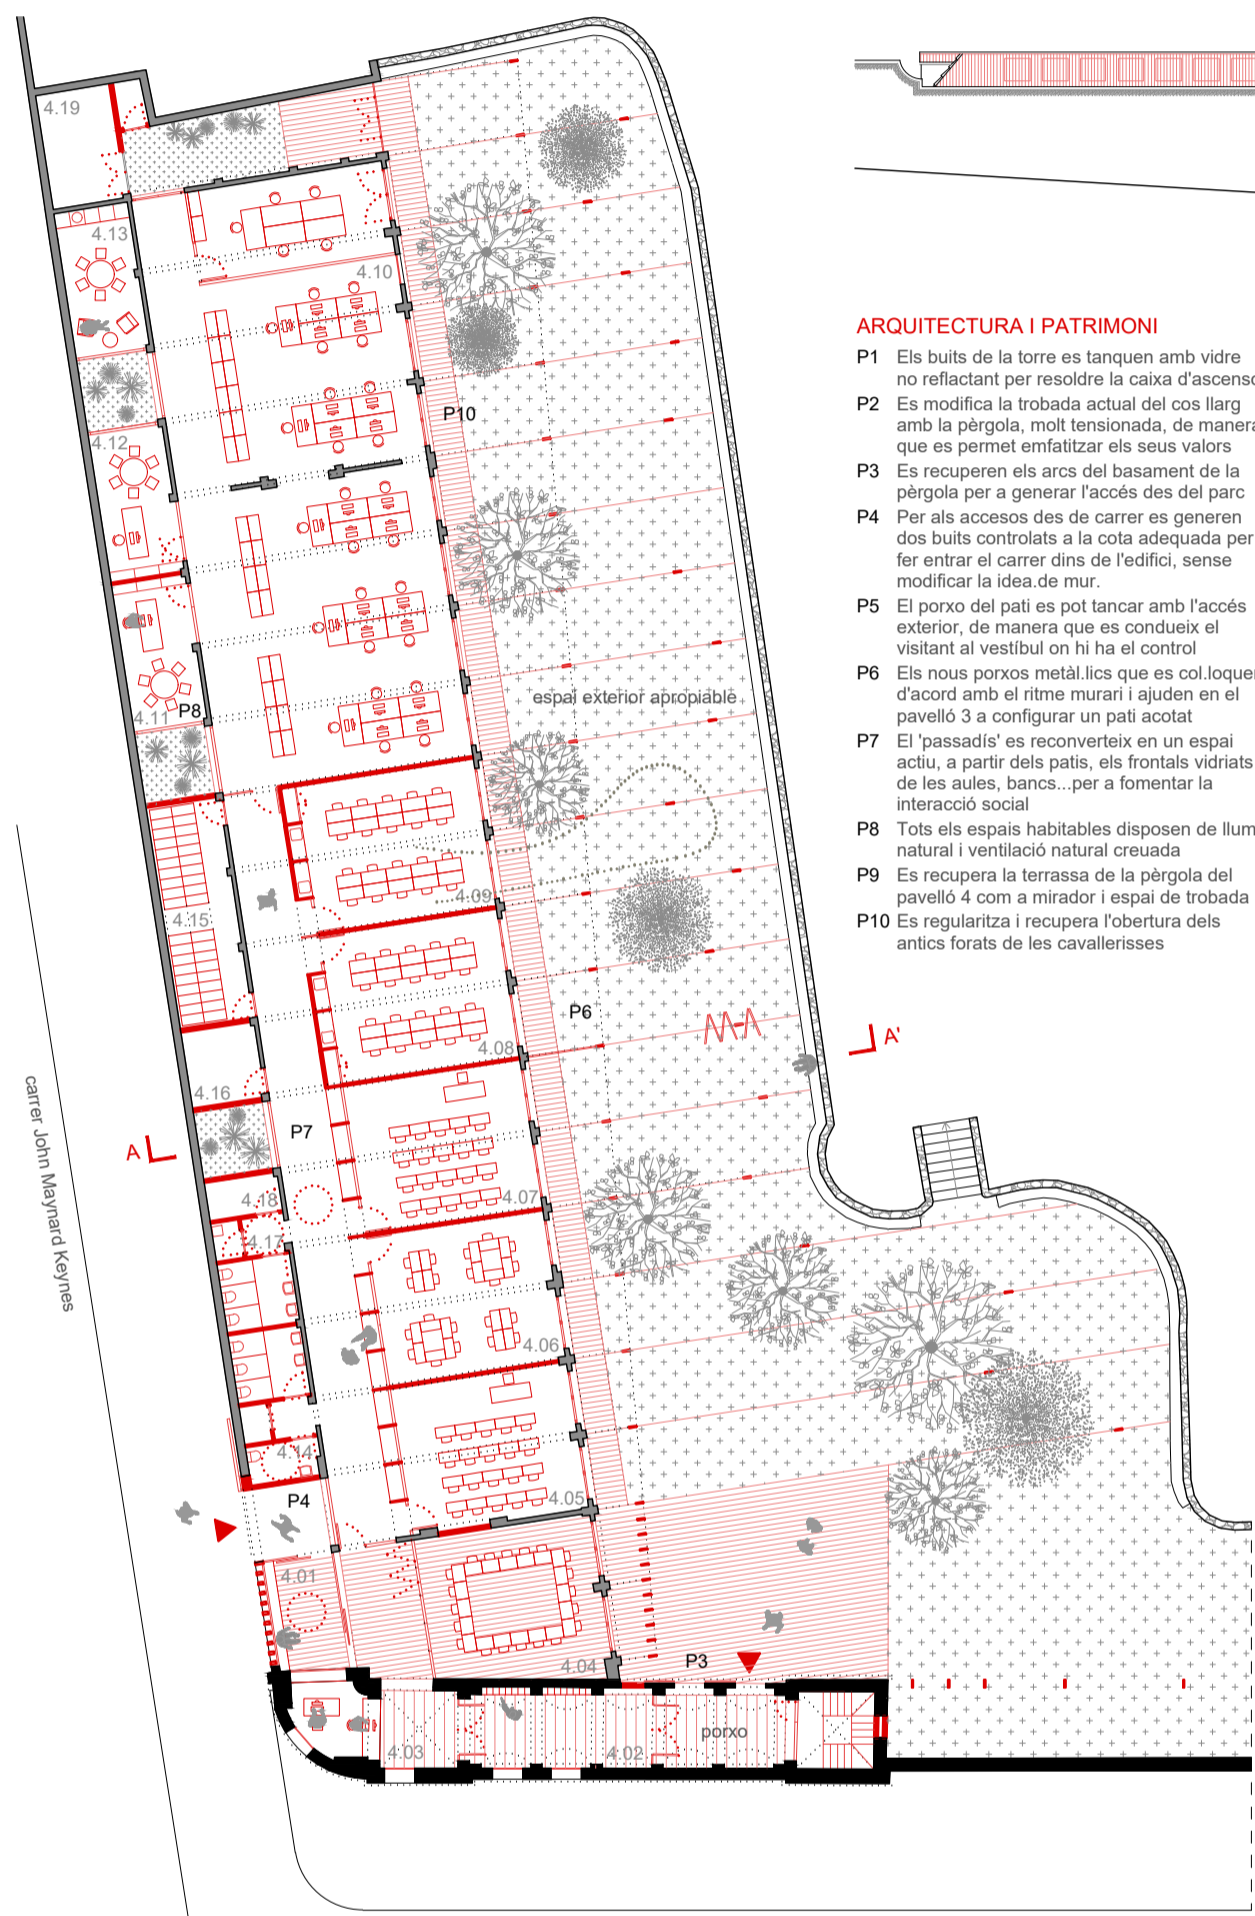 4.19
4.13
4.10
P10
4.12
4.11
P8
espai exterior apropiable
4.15
4.09
P6
4.08
4.16
P7
A
A'
4.18
4.07
4.17
4.06
4.14
4.05
P4
4.01
4.04
P3
4.03
4.02
porxo
carrer John Maynard Keynes
ARQUITECTURA I PATRIMONI
P1 Els buits de la torre es tanquen amb vidre
no reflactant per resoldre la caixa d'ascenso
P2 Es modifica la trobada actual del cos llarg
amb la pèrgola, molt tensionada, de manera
que es permet emfatitzar els seus valors
P3 Es recuperen els arcs del basament de la
pèrgola per a generar l'accés des del parc
P4 Per als accesos des de carrer es generen
dos buits controlats a la cota adequada per
fer entrar el carrer dins de l'edifici, sense
modificar la idea.de mur.
P5 El porxo del pati es pot tancar amb l'accés
exterior, de manera que es condueix el
visitant al vestíbul on hi ha el control
P6 Els nous porxos metàl.lics que es col.loquen
d'acord amb el ritme murari i ajuden en el
pavelló 3 a configurar un pati acotat
P7 El 'passadís' es reconverteix en un espai
actiu, a partir dels patis, els frontals vidriats
de les aules, bancs...per a fomentar la
interacció social
P8 Tots els espais habitables disposen de llum
natural i ventilació natural creuada
P9 Es recupera la terrassa de la pèrgola del
pavelló 4 com a mirador i espai de trobada
P10 Es regularitza i recupera l'obertura dels
antics forats de les cavallerisses